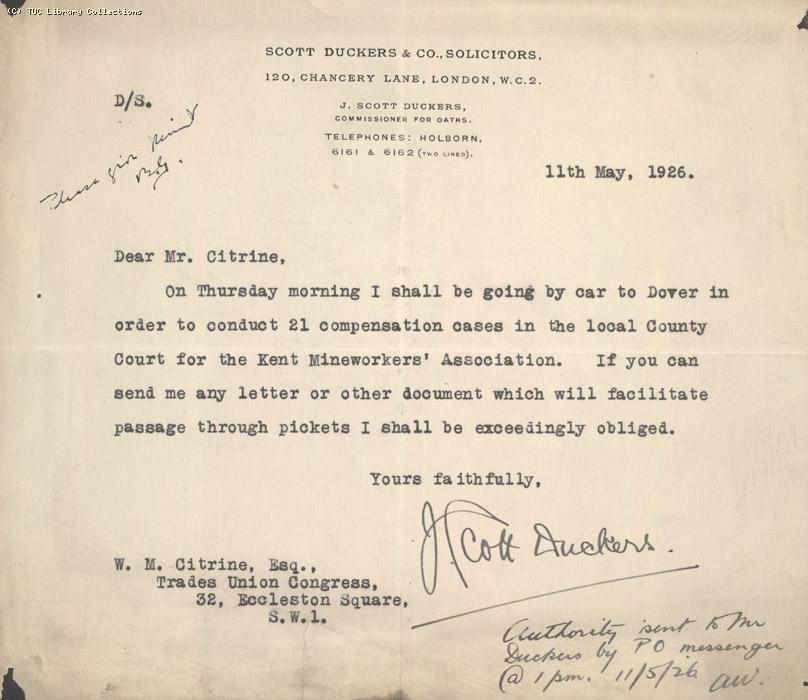 (C) TUC Library Collections
SCOTT DUCKERS & CO., SOLICITORS,
120, CHANCERY LANE, LONDON, W.C.2.
D/S.
J. SCOTT DUCKERS,
COMMISSIONER FOR OATHS.
TELEPHONES: HOLBORN,
6161 & 6162 (TWO LINES).
Please give
11th May, 1926.
Dear Mr. Citrine,
On Thursday morning I shall be going by car to Dover in
order to conduct 21 compensation cases in the local County
Court for the Kent Mineworkers' Association. If you can
send me any letter or other document which will facilitate
passage through pickets I shall be exceedingly obliged.
Yours faithfully,
J. Scott Duckers.
W. M. Citrine, Esq.,
Trades Union Congress,
32, Eccleston Square,
S.W.1.
Authority sent to Mr
Duckers by PO messenger
@ 1 pm. 11/5/26. AW.